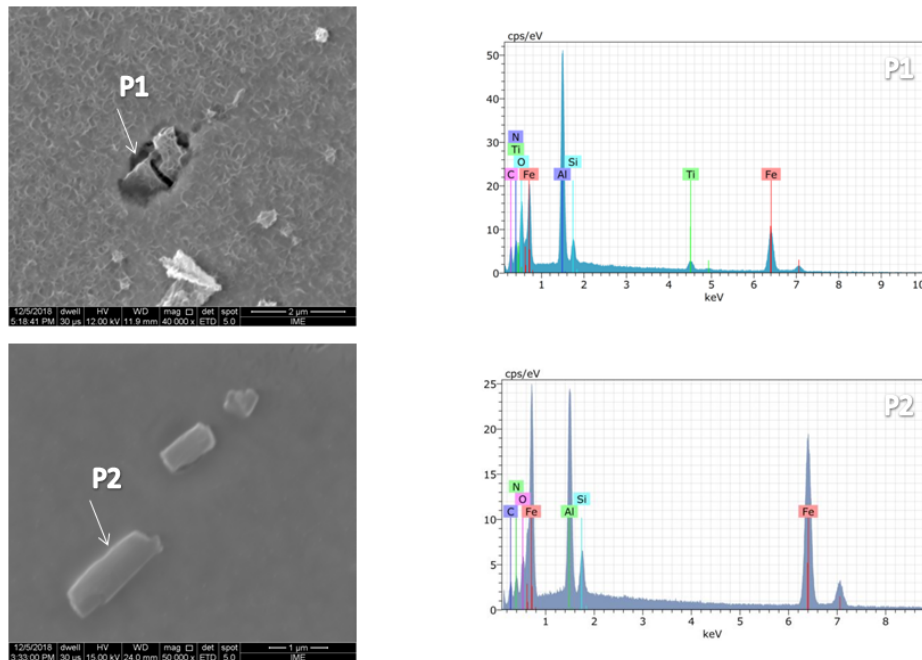 P1
12/5/2018 dwell HV WD mag □ det spot 2 µm
5:18:41 PM 30 µs 12.00 kV 11.9 mm 40 000 x ETD 5.0 IME
cps/eV
P1
50
40
30
20
10
0
N
Ti
O Si
C Fe Al Ti Fe
1 2 3 4 5 6 7 8 9 10
keV
P2
12/5/2018 dwell HV WD mag □ det spot 1 µm
3:33:00 PM 30 µs 15.00 kV 24.0 mm 50 000 x ETD 5.0 IME
cps/eV
P2
25
20
15
10
5
0
N
O Si
C Fe Al Fe
1 2 3 4 5 6 7 8
keV